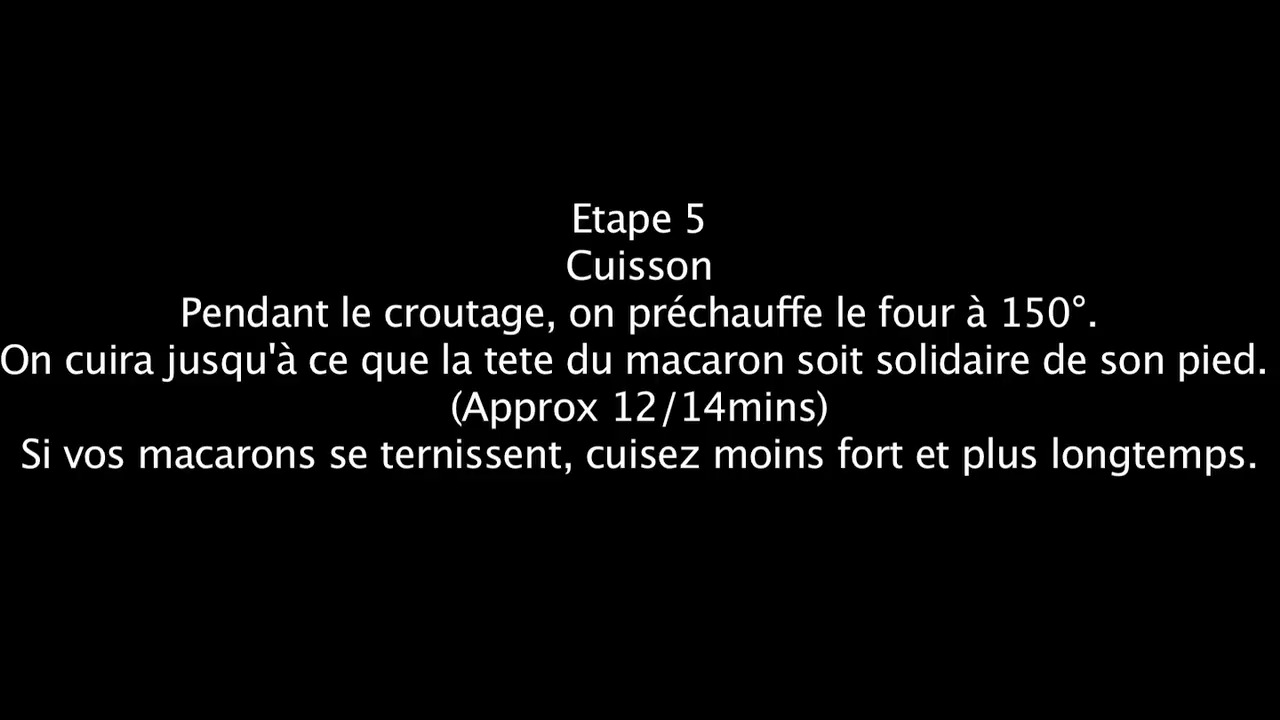 Etape 5
Cuisson
Pendant le croutage, on préchauffe le four à 150°.
On cuira jusqu'à ce que la tete du macaron soit solidaire de son pied.
(Approx 12/14mins)
Si vos macarons se ternissent, cuisez moins fort et plus longtemps.